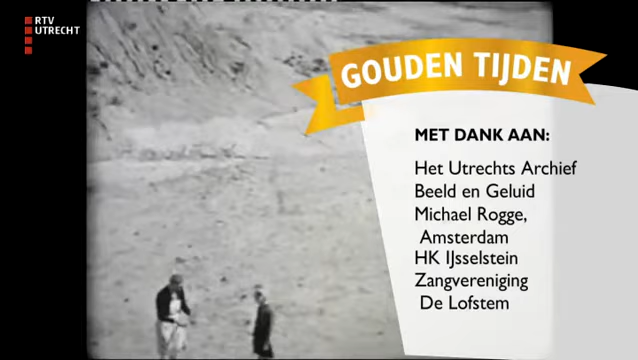 RTV
UTRECHT
GOUDEN TIJDEN
MET DANK AAN:
Het Utrechts Archief
Beeld en Geluid
Michael Rogge,
Amsterdam
HK IJsselstein
Zangvereniging
De Lofstem